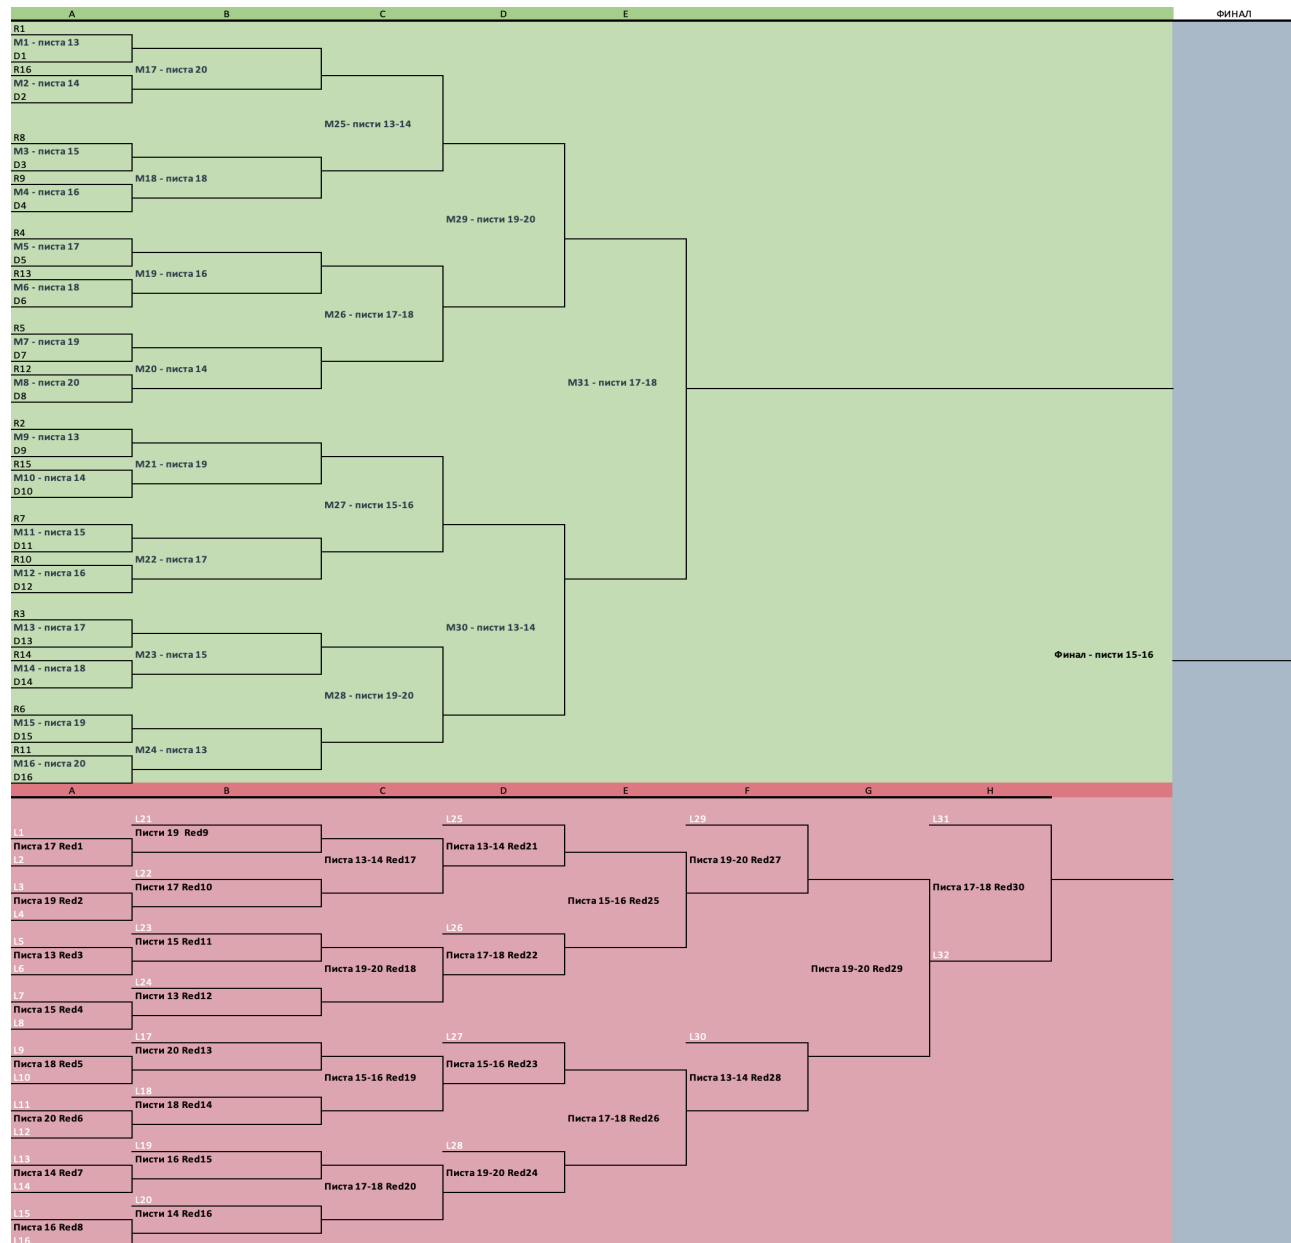 A B C D E ФИНАЛ
R1
M1 - писта 13
D1
R16
M17 - писта 20
M2 - писта 14
D2
M25- писти 13-14
R8
M3 - писта 15
D3
R9
M18 - писта 18
M4 - писта 16
D4
M29 - писти 19-20
R4
M5 - писта 17
D5
R13
M19 - писта 16
M6 - писта 18
D6
M26 - писти 17-18
R5
M7 - писта 19
D7
R12
M20 - писта 14
M8 - писта 20
M31 - писти 17-18
D8
R2
M9 - писта 13
D9
R15
M21 - писта 19
M10 - писта 14
D10
M27 - писти 15-16
R7
M11 - писта 15
D11
R10
M22 - писта 17
M12 - писта 16
D12
R3
M13 - писта 17
M30 - писти 13-14
D13
R14
M23 - писта 15
Финал - писти 15-16
M14 - писта 18
D14
M28 - писти 19-20
R6
M15 - писта 19
D15
R11
M24 - писта 13
M16 - писта 20
D16
A B C D E F G H
L21
L25
L29
L31
L1
Писти 19 Red9
Писта 17 Red1
Писта 13-14 Red21
L2
Писта 13-14 Red17
Писта 19-20 Red27
L22
L3
Писти 17 Red10
Писта 17-18 Red30
Писта 19 Red2
Писта 15-16 Red25
L4
L23
L26
L5
Писти 15 Red11
Писта 13 Red3
Писта 17-18 Red22
L32
L6
Писта 19-20 Red18
Писта 19-20 Red29
L24
L7
Писти 13 Red12
Писта 15 Red4
L8
L17
L27
L30
L9
Писти 20 Red13
Писта 18 Red5
Писта 15-16 Red23
L10
Писта 15-16 Red19
Писта 13-14 Red28
L18
L11
Писти 18 Red14
Писта 20 Red6
Писта 17-18 Red26
L12
L19
L28
L13
Писти 16 Red15
Писта 14 Red7
Писта 19-20 Red24
L14
Писта 17-18 Red20
L20
L15
Писти 14 Red16
Писта 16 Red8
L16